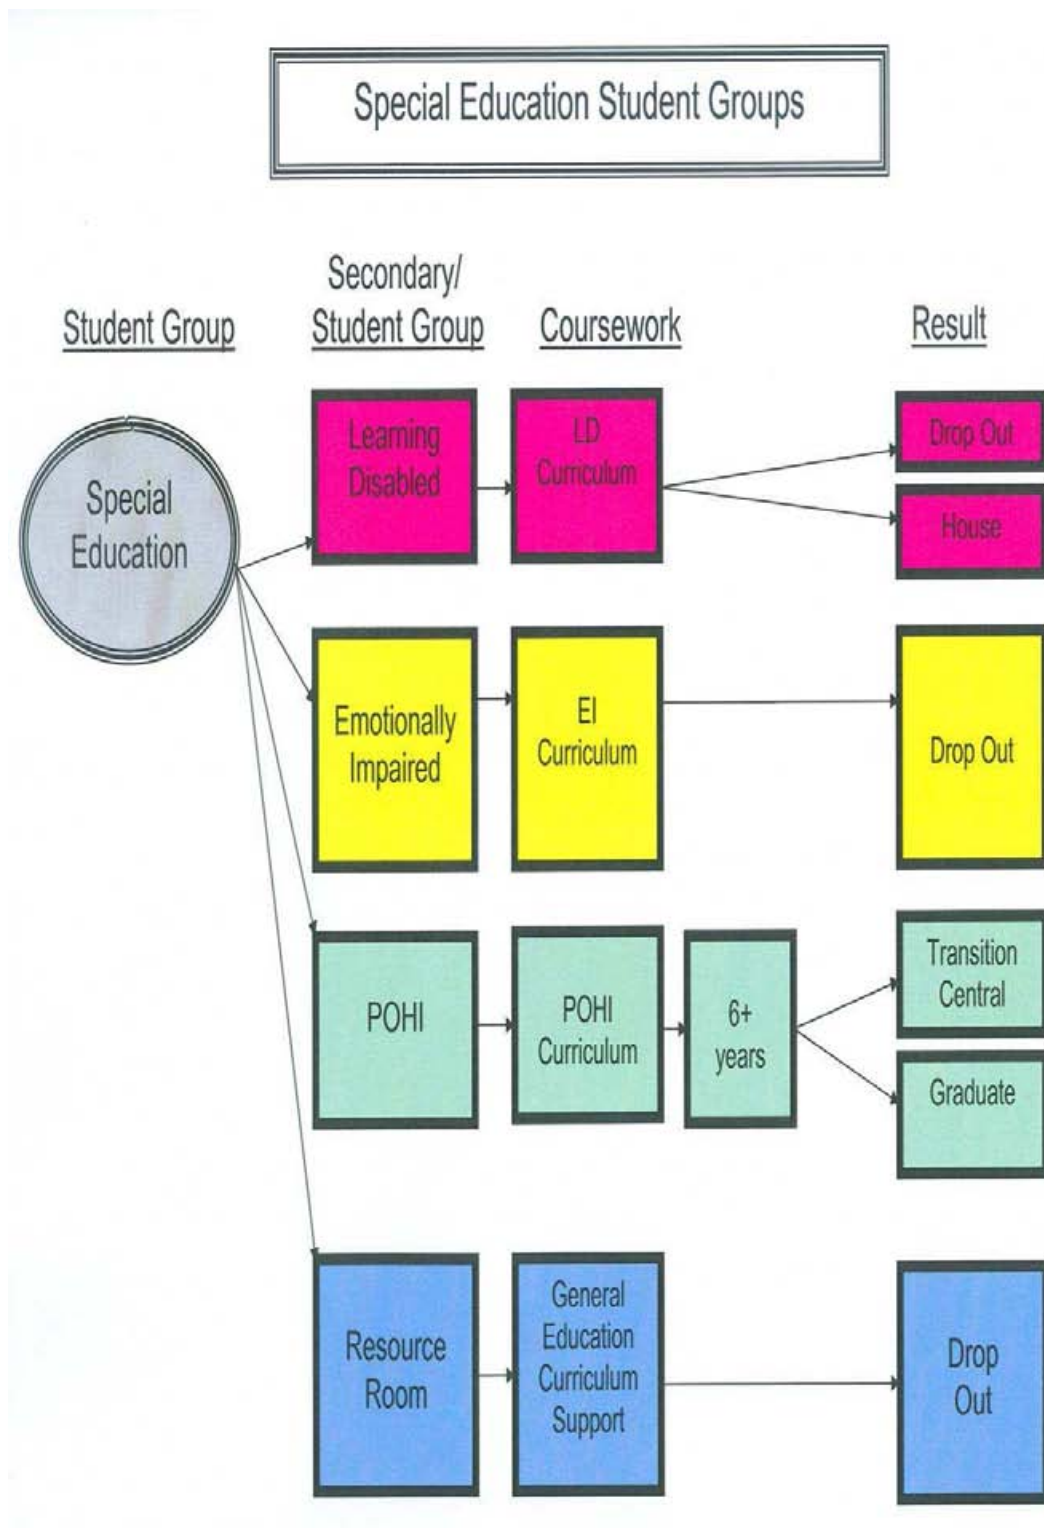 Special Education Student Groups
Student Group
Secondary/
Student Group
Coursework
Result
Special
Education
Learning
Disabled
LD
Curriculum
Drop Out
House
Emotionally
Impaired
EI
Curriculum
Drop Out
POHI
POHI
Curriculum
6+
years
Transition
Central
Graduate
Resource
Room
General
Education
Curriculum
Support
Drop
Out